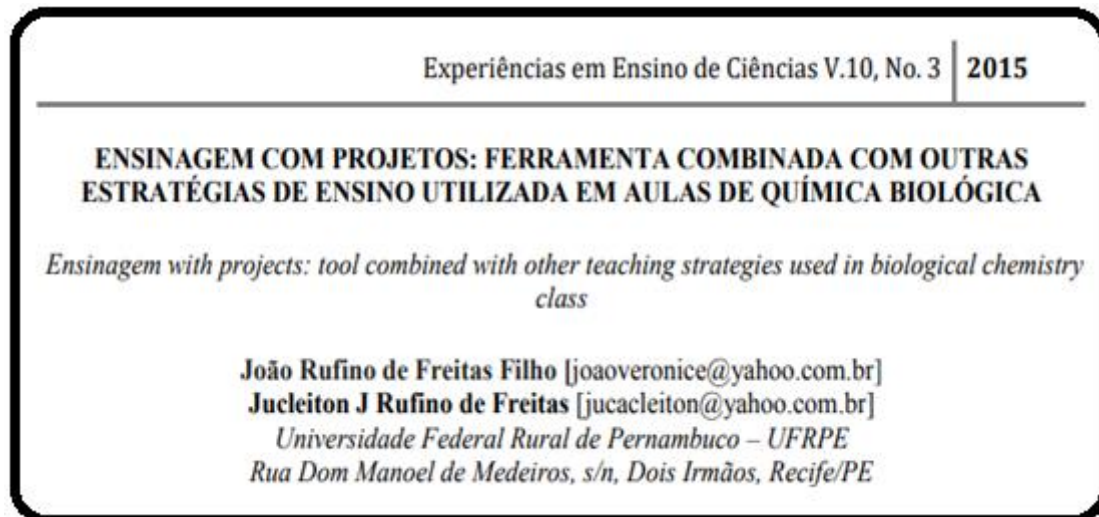 Experiências em Ensino de Ciências V.10, No. 3 2015
ENSINAGEM COM PROJETOS: FERRAMENTA COMBINADA COM OUTRAS
ESTRATÉGIAS DE ENSINO UTILIZADA EM AULAS DE QUÍMICA BIOLÓGICA
Ensinagem with projects: tool combined with other teaching strategies used in biological chemistry
class
João Rufino de Freitas Filho [joaoveronice@yahoo.com.br]
Jucleiton J Rufino de Freitas [jucacleiton@yahoo.com.br]
Universidade Federal Rural de Pernambuco – UFRPE
Rua Dom Manoel de Medeiros, s/n, Dois Irmãos, Recife/PE